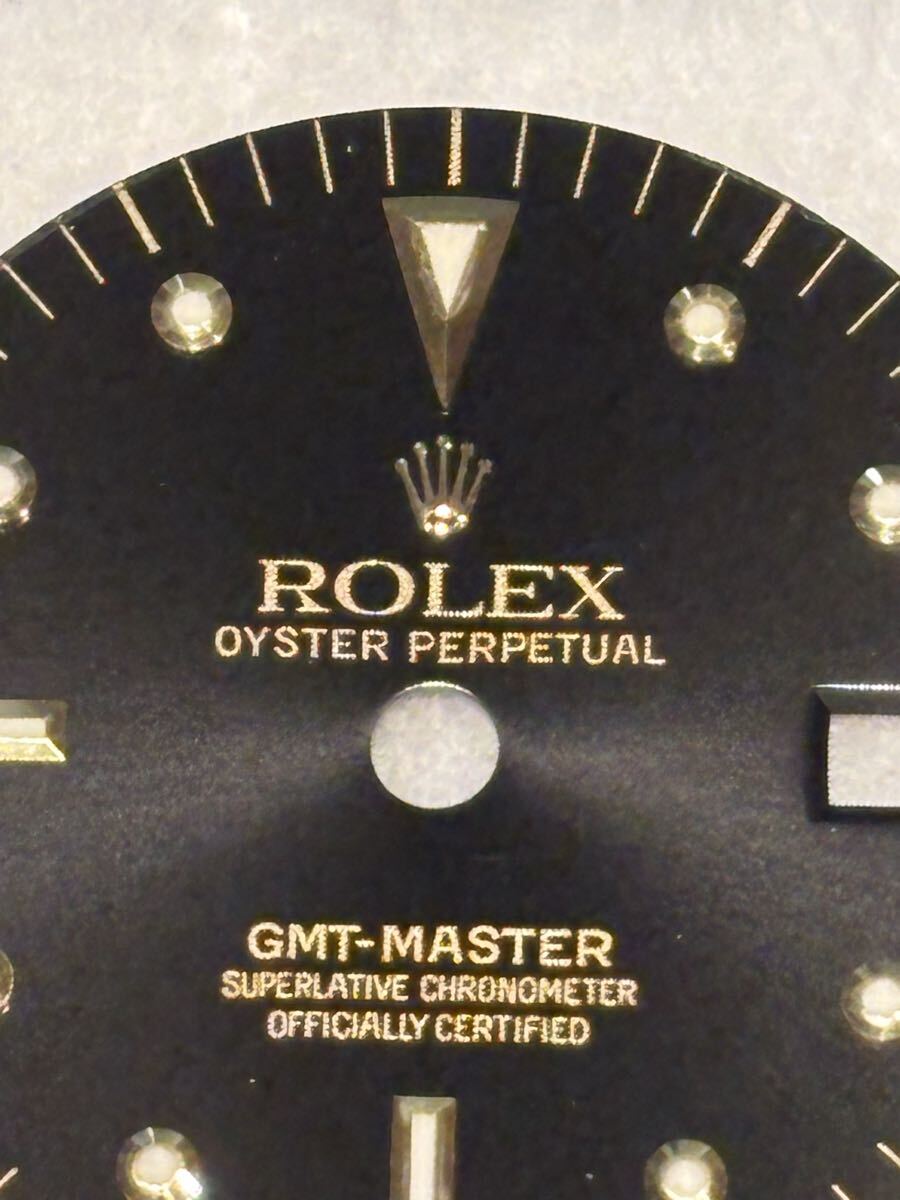 ROLEX
OYSTER PERPETUAL
GMT-MASTER
SUPERLATIVE CHRONOMETER
OFFICIALLY CERTIFIED